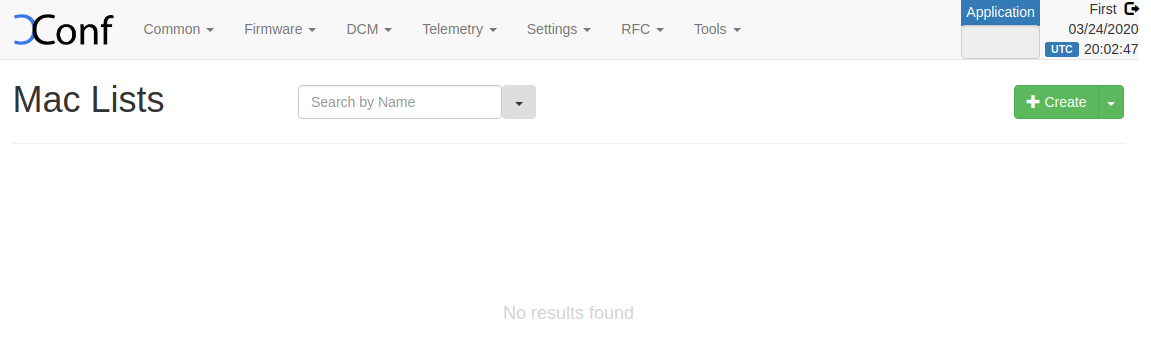 XConf Common Firmware DCM Telemetry Settings RFC Tools Application First
03/24/2020
UTC 20:02:47
Mac Lists Search by Name Create
No results found